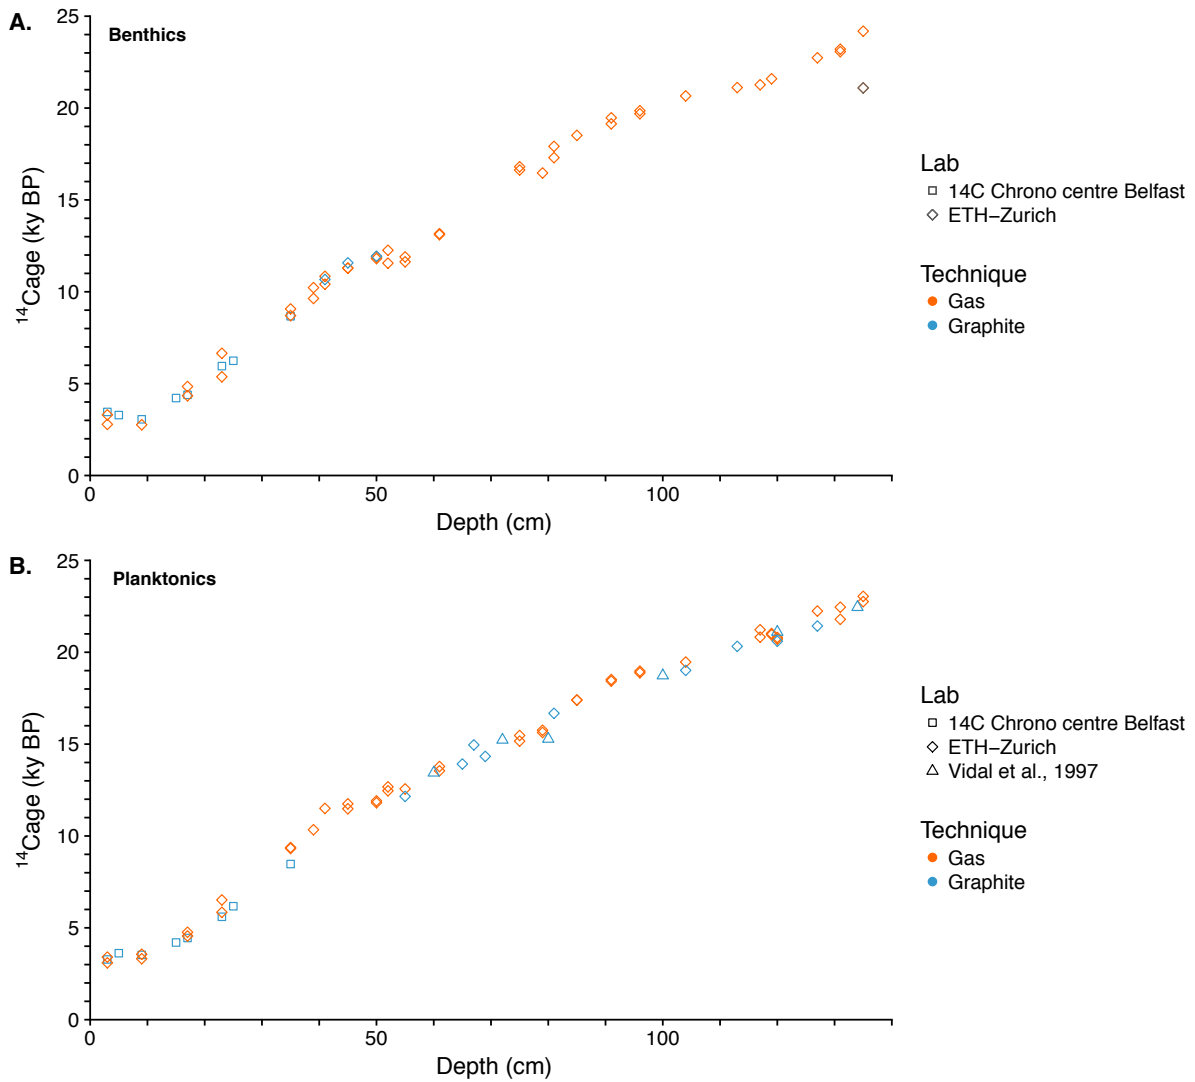 A.
Benthics
25
20
15
10
5
0
¹⁴Cage (ky BP)
0 50 100
Depth (cm)
Lab
14C Chrono centre Belfast
ETH−Zurich
Technique
Gas
Graphite
B.
Planktonics
25
20
15
10
5
0
¹⁴Cage (ky BP)
0 50 100
Depth (cm)
Lab
14C Chrono centre Belfast
ETH−Zurich
Vidal et al., 1997
Technique
Gas
Graphite